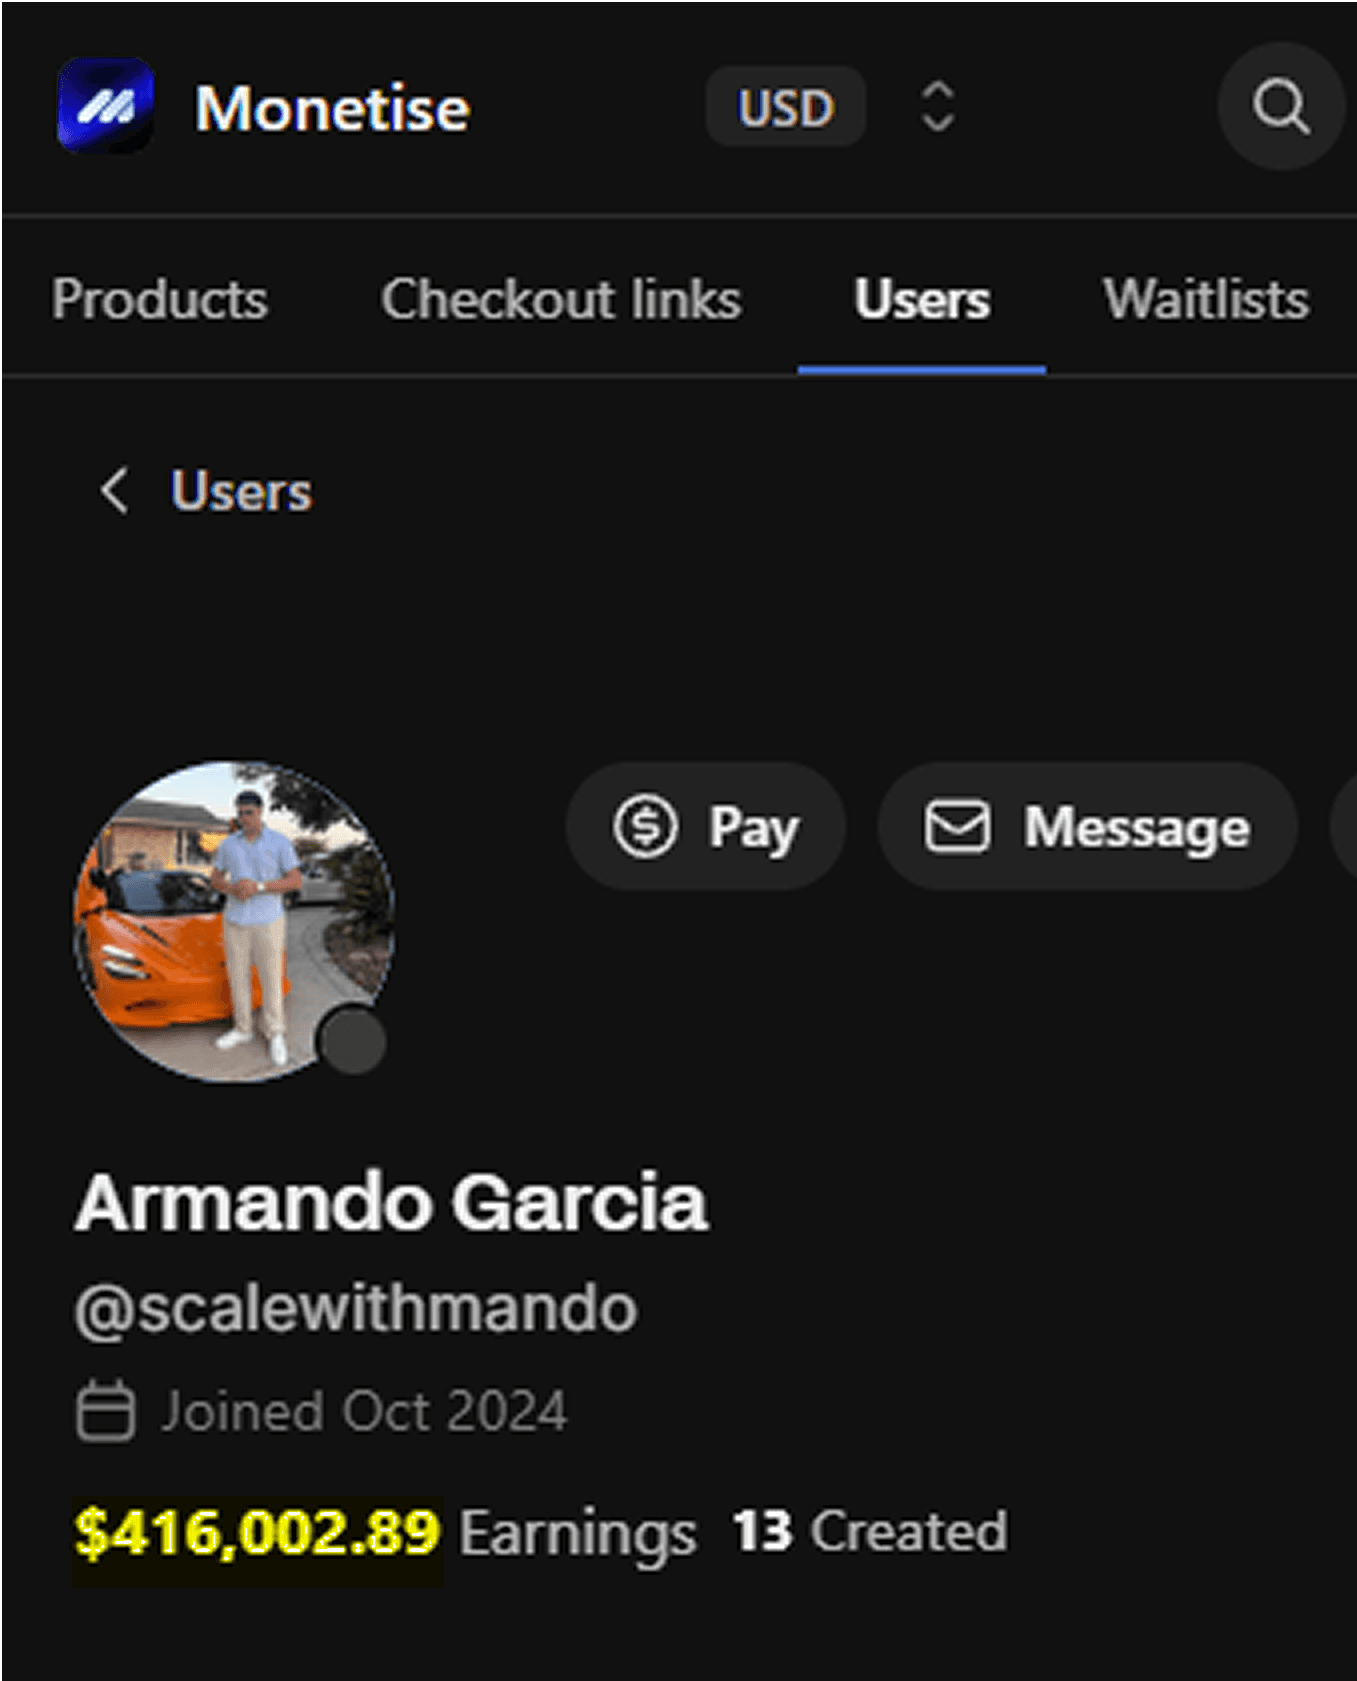 Monetise USD
Products Checkout links Users Waitlists
Users
Pay Message
Armando Garcia
@scalewithmando
Joined Oct 2024
$416,002.89 Earnings 13 Created